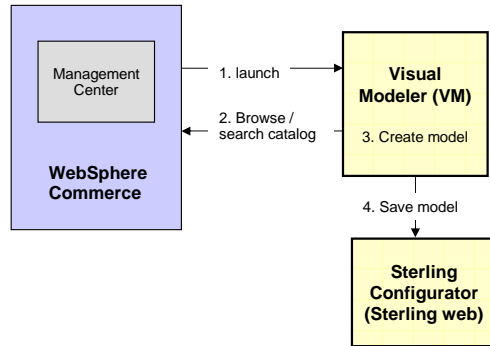 Management
Center
WebSphere
Commerce
1. launch
2. Browse /
search catalog
Visual
Modeler (VM)
3. Create model
4. Save model
Sterling
Configurator
(Sterling web)